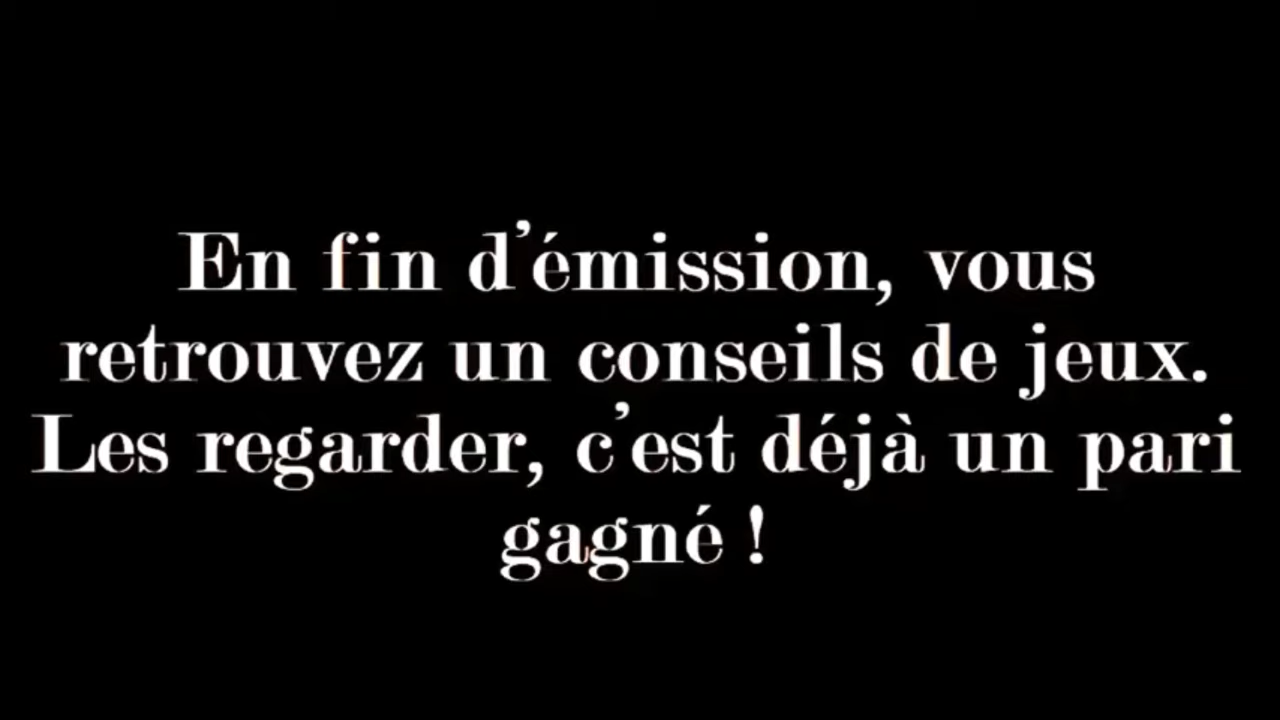 En fin d’émission, vous
retrouvez un conseils de jeux.
Les regarder, c’est déjà un pari
gagné !